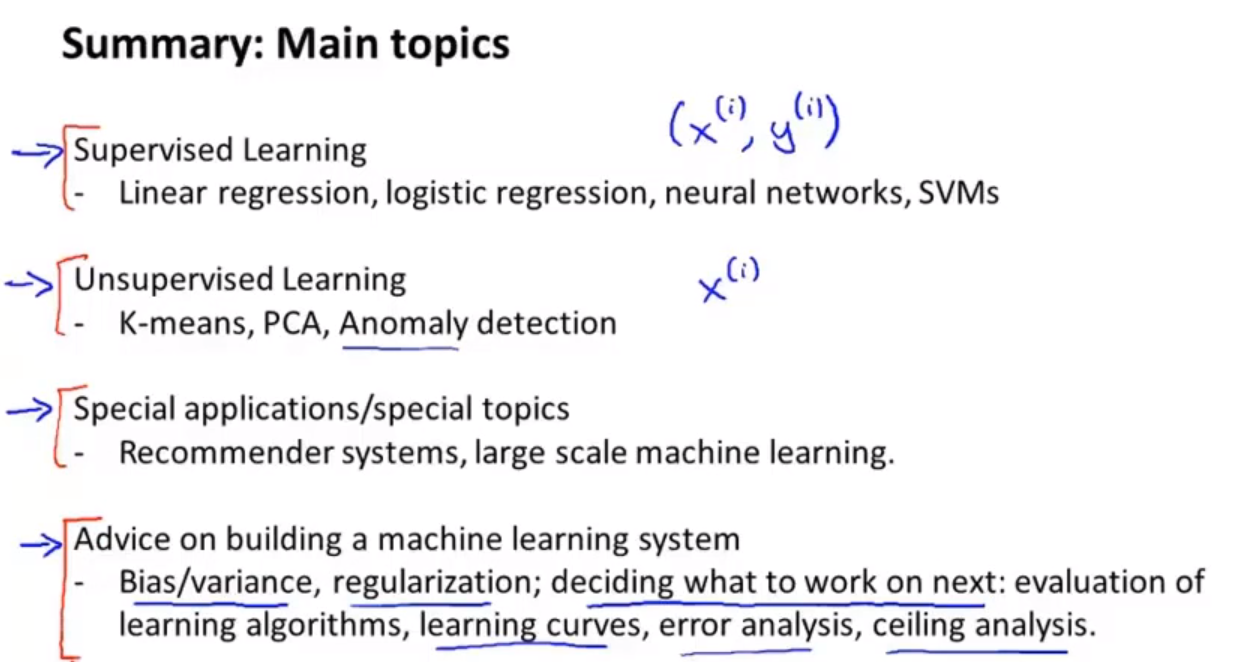 Summary: Main topics
(x^(i), y^(i))
Supervised Learning
- Linear regression, logistic regression, neural networks, SVMs
Unsupervised Learning
x^(i)
- K-means, PCA, Anomaly detection
Special applications/special topics
- Recommender systems, large scale machine learning.
Advice on building a machine learning system
- Bias/variance, regularization; deciding what to work on next: evaluation of
learning algorithms, learning curves, error analysis, ceiling analysis.